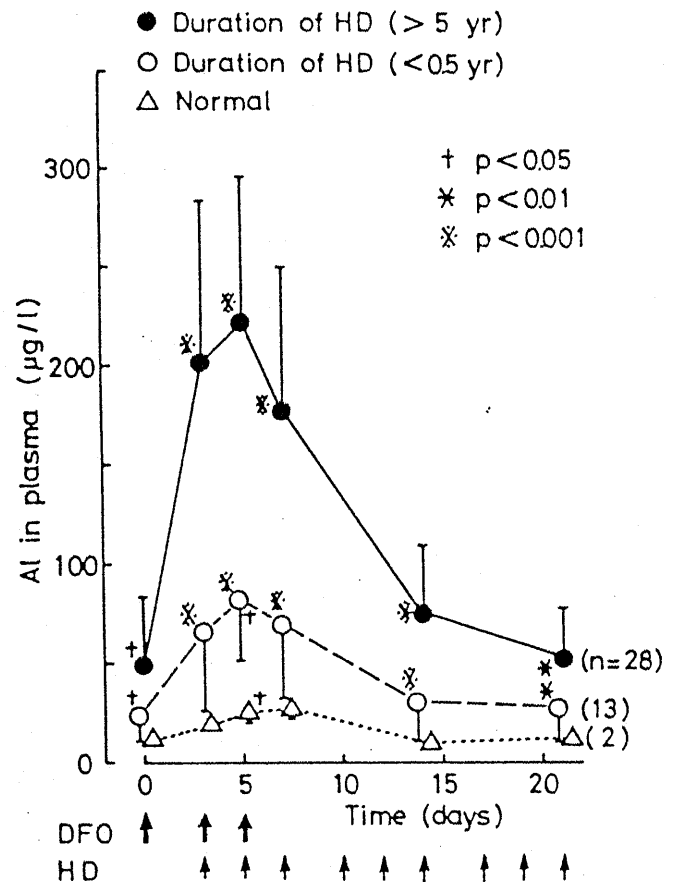 ● Duration of HD (> 5 yr)
○ Duration of HD (<0.5 yr)
△ Normal
† p<0.05
* p<0.01
※ p<0.001
Al in plasma (µg/l)
300
200
100
0
(n=28)
(13)
(2)
0 5 10 15 20
Time (days)
DFO
HD